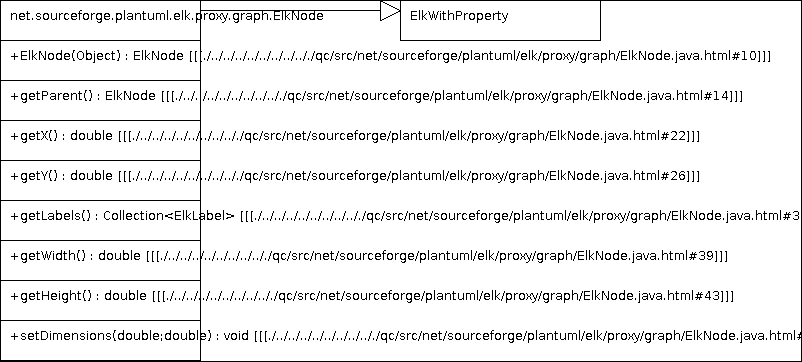 net.sourceforge.plantuml.elk.proxy.graph.ElkNode
ElkWithProperty
+ElkNode(Object) : ElkNode [[[./../../../../../../../../qc/src/net/sourceforge/plantuml/elk/proxy/graph/ElkNode.java.html#10]]]
+getParent() : ElkNode [[[./../../../../../../../../qc/src/net/sourceforge/plantuml/elk/proxy/graph/ElkNode.java.html#14]]]
+getX() : double [[[./../../../../../../../../qc/src/net/sourceforge/plantuml/elk/proxy/graph/ElkNode.java.html#22]]]
+getY() : double [[[./../../../../../../../../qc/src/net/sourceforge/plantuml/elk/proxy/graph/ElkNode.java.html#26]]]
+getLabels() : Collection<ElkLabel> [[[./../../../../../../../../qc/src/net/sourceforge/plantuml/elk/proxy/graph/ElkNode.java.html#3
+getWidth() : double [[[./../../../../../../../../qc/src/net/sourceforge/plantuml/elk/proxy/graph/ElkNode.java.html#39]]]
+getHeight() : double [[[./../../../../../../../../qc/src/net/sourceforge/plantuml/elk/proxy/graph/ElkNode.java.html#43]]]
+setDimensions(double;double) : void [[[./../../../../../../../../qc/src/net/sourceforge/plantuml/elk/proxy/graph/ElkNode.java.html#